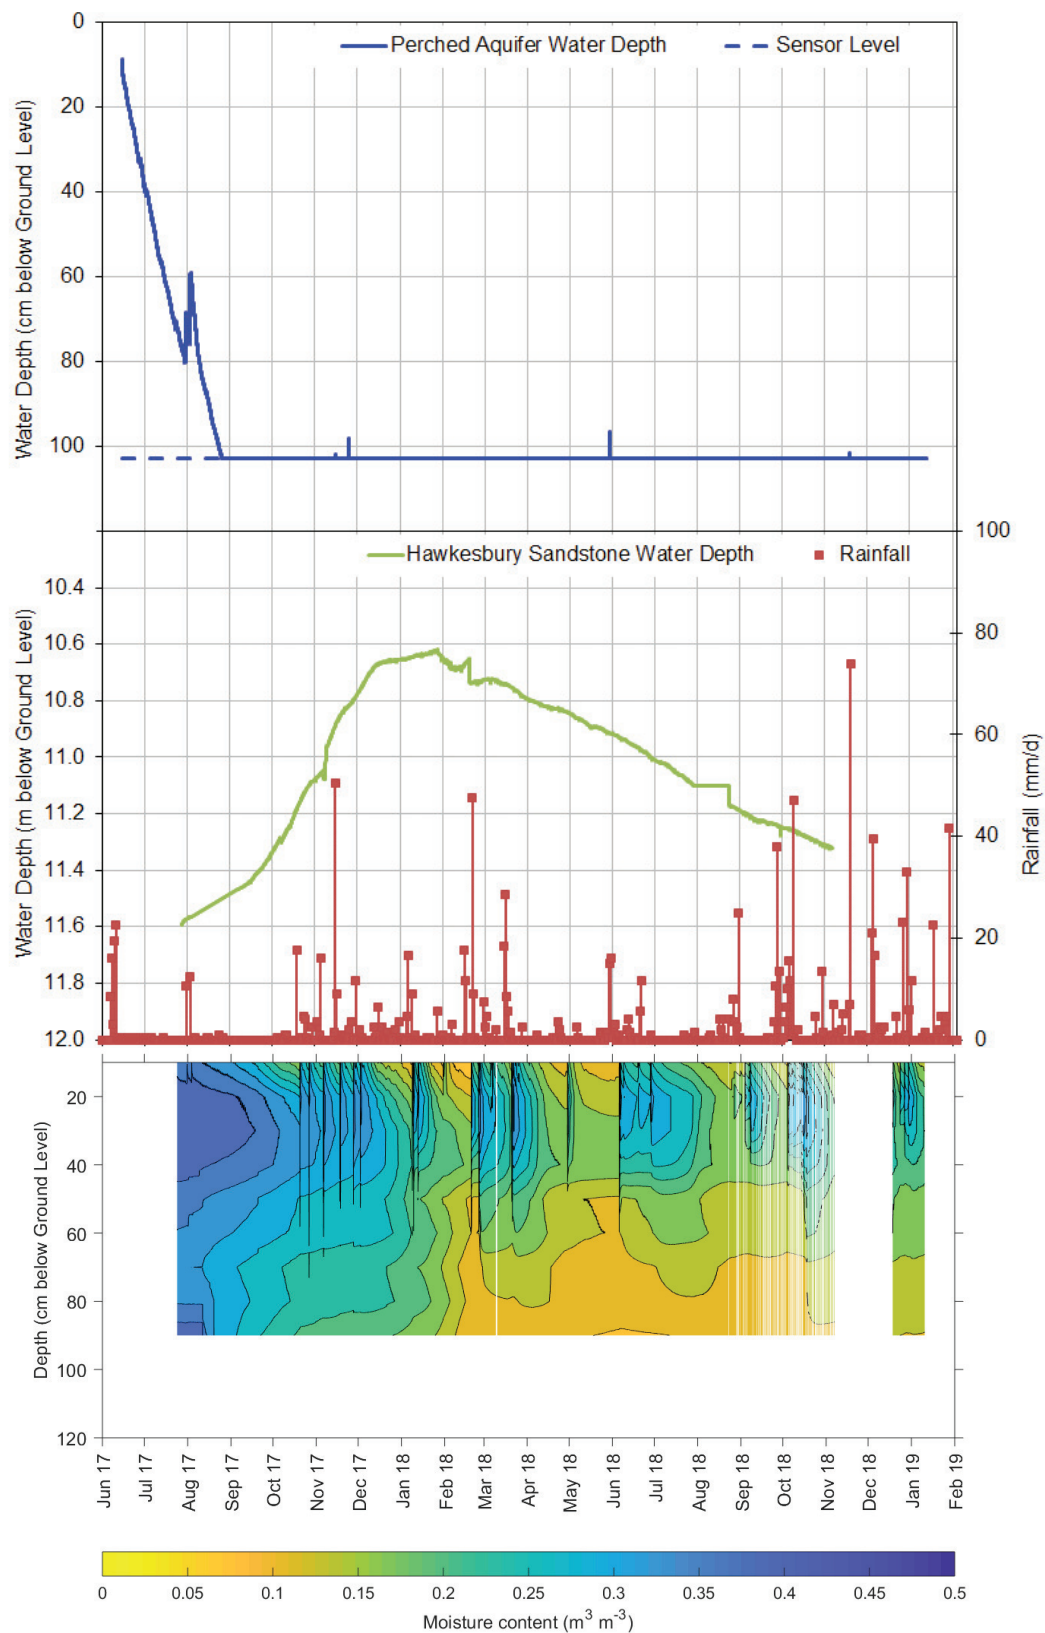 0
Perched Aquifer Water Depth
Sensor Level
20
40
60
80
100
Water Depth (cm below Ground Level)
100
Hawkesbury Sandstone Water Depth
Rainfall
10.4
10.6
10.8
11.0
11.2
11.4
11.6
11.8
12.0
Water Depth (m below Ground Level)
80
60
40
20
0
Rainfall (mm/d)
20
40
60
80
100
120
Depth (cm below Ground Level)
Jun 17
Jul 17
Aug 17
Sep 17
Oct 17
Nov 17
Dec 17
Jan 18
Feb 18
Mar 18
Apr 18
May 18
Jun 18
Jul 18
Aug 18
Sep 18
Oct 18
Nov 18
Dec 18
Jan 19
Feb 19
0 0.05 0.1 0.15 0.2 0.25 0.3 0.35 0.4 0.45 0.5
Moisture content (m³ m⁻³)